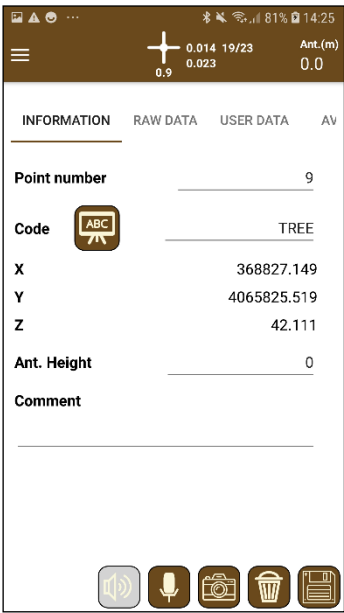 81% 14:25
0.014 19/23 Ant.(m)
0.9 0.023 0.0
INFORMATION RAW DATA USER DATA AV
Point number 9
Code ABC TREE
X 368827.149
Y 4065825.519
Z 42.111
Ant. Height 0
Comment